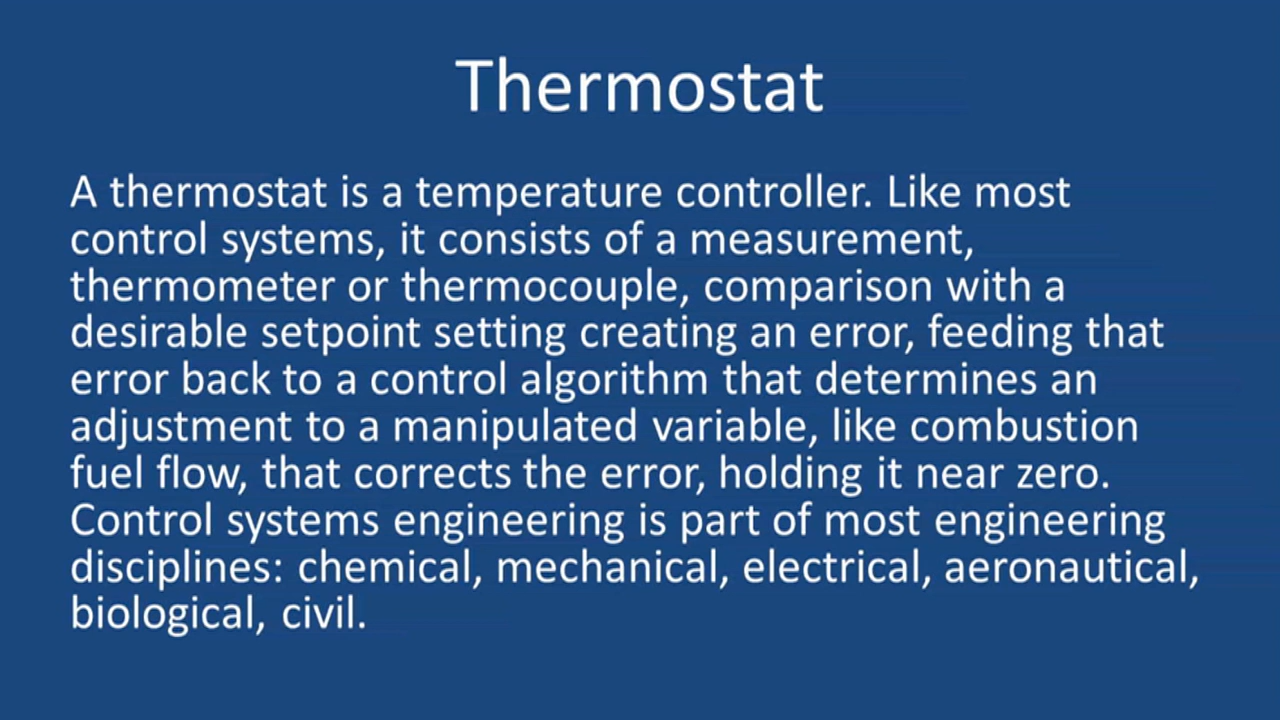 Thermostat
A thermostat is a temperature controller. Like most
control systems, it consists of a measurement,
thermometer or thermocouple, comparison with a
desirable setpoint setting creating an error, feeding that
error back to a control algorithm that determines an
adjustment to a manipulated variable, like combustion
fuel flow, that corrects the error, holding it near zero.
Control systems engineering is part of most engineering
disciplines: chemical, mechanical, electrical, aeronautical,
biological, civil.